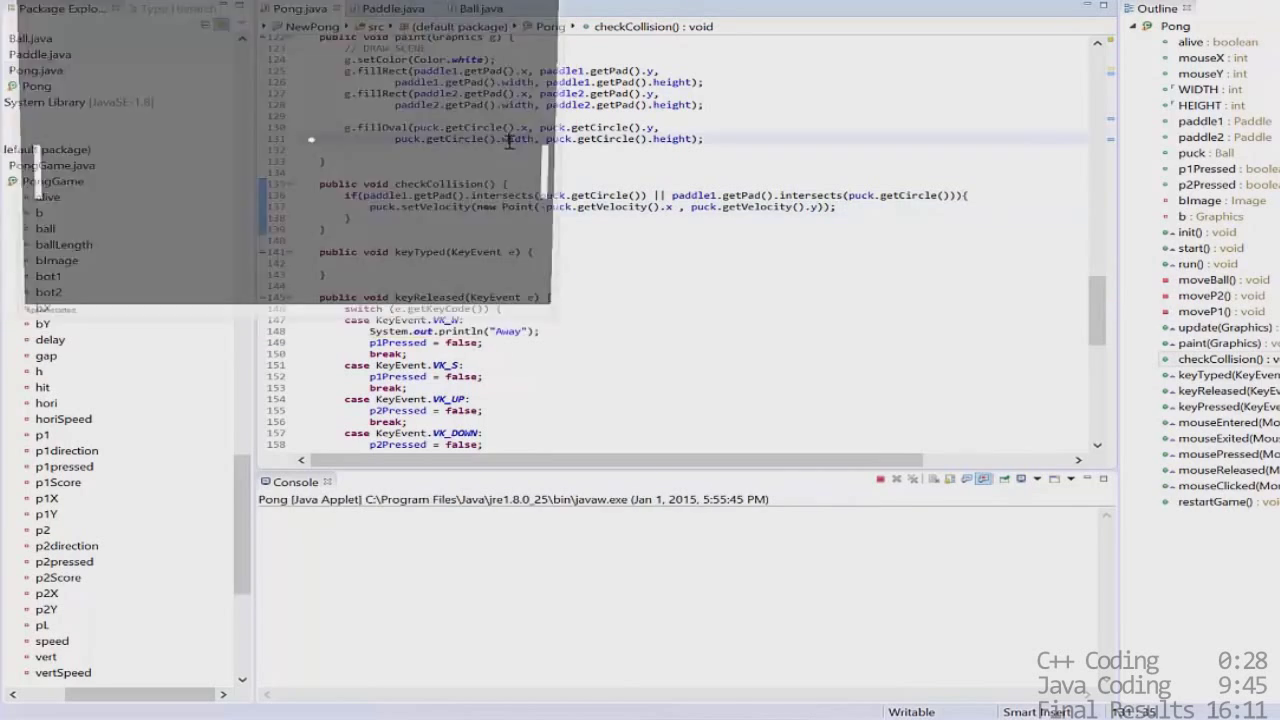 Package Explo...
Type Hierarch
Ball.java
Paddle.java
Pong.java
Pong
System Library [JavaSE-1.8]
default package)
PongGame.java
PongGame
alive
b
ball
ballLength
bImage
bot1
bot2
bX
bY
delay
gap
h
hit
hori
horiSpeed
p1
p1direction
p1pressed
p1Score
p1X
p1Y
p2
p2direction
p2pressed
p2Score
p2X
p2Y
pL
speed
vert
vertSpeed
Pong.java
Paddle.java
Ball.java
NewPong src (default package) Pong checkCollision() : void
122 public void paint(Graphics g) {
123 // DRAW SCENE
124 g.setColor(Color.white);
125 g.fillRect(paddle1.getPad().x, paddle1.getPad().y,
126 paddle1.getPad().width, paddle1.getPad().height);
127 g.fillRect(paddle2.getPad().x, paddle2.getPad().y,
128 paddle2.getPad().width, paddle2.getPad().height);
129
130 g.fillOval(puck.getCircle().x, puck.getCircle().y,
131 puck.getCircle().width, puck.getCircle().height);
132
133 }
134
135 public void checkCollision() {
136 if(paddle1.getPad().intersects(puck.getCircle()) || paddle1.getPad().intersects(puck.getCircle())){
137 puck.setVelocity(new Point(-puck.getVelocity().x , puck.getVelocity().y));
138 }
139 }
140
141 public void keyTyped(KeyEvent e) {
142
143 }
144
145 public void keyReleased(KeyEvent e) {
146 switch (e.getKeyCode()) {
147 case KeyEvent.VK_W:
148 System.out.println("Away");
149 p1Pressed = false;
150 break;
151 case KeyEvent.VK_S:
152 p1Pressed = false;
153 break;
154 case KeyEvent.VK_UP:
155 p2Pressed = false;
156 break;
157 case KeyEvent.VK_DOWN:
158 p2Pressed = false;
Console
Pong [Java Applet] C:\Program Files\Java\jre1.8.0_25\bin\javaw.exe (Jan 1, 2015, 5:55:45 PM)
Outline
Pong
alive : boolean
mouseX
mouseY
WIDTH : int
HEIGHT : int
paddle1 : Paddle
paddle2 : Paddle
puck : Ball
p1Pressed : boolean
p2Pressed : boolean
bImage : Image
b : Graphics
init() : void
start() : void
run() : void
moveBall() : void
moveP2() : void
moveP1() : void
update(Graphics) :
paint(Graphics) :
checkCollision() : vo
keyTyped(KeyEven
keyReleased(KeyEve
keyPressed(KeyEven
mouseEntered(Mou
mouseExited(Mouse
mousePressed(Mou
mouseReleased(Mo
mouseClicked(Mou
restartGame() : void
C++ Coding 0:28
Java Coding 9:45
Final Results 16:11
Writable
Smart Insert